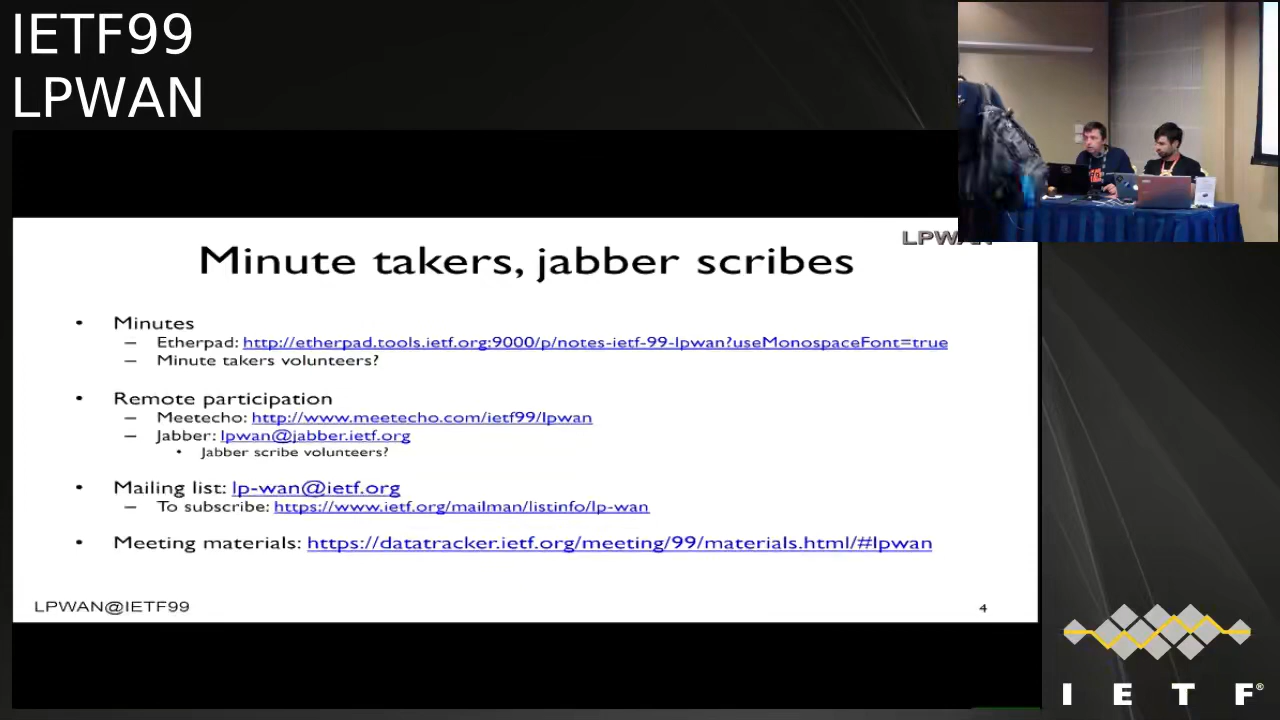 IETF99
LPWAN
Minute takers, jabber scribes
• Minutes
– Etherpad: http://etherpad.tools.ietf.org:9000/p/notes-ietf-99-lpwan?useMonospaceFont=true
– Minute takers volunteers?
• Remote participation
– Meetecho: http://www.meetecho.com/ietf99/lpwan
– Jabber: lpwan@jabber.ietf.org
• Jabber scribe volunteers?
• Mailing list: lp-wan@ietf.org
– To subscribe: https://www.ietf.org/mailman/listinfo/lp-wan
• Meeting materials: https://datatracker.ietf.org/meeting/99/materials.html/#lpwan
LPWAN@IETF99
4
I E T F®